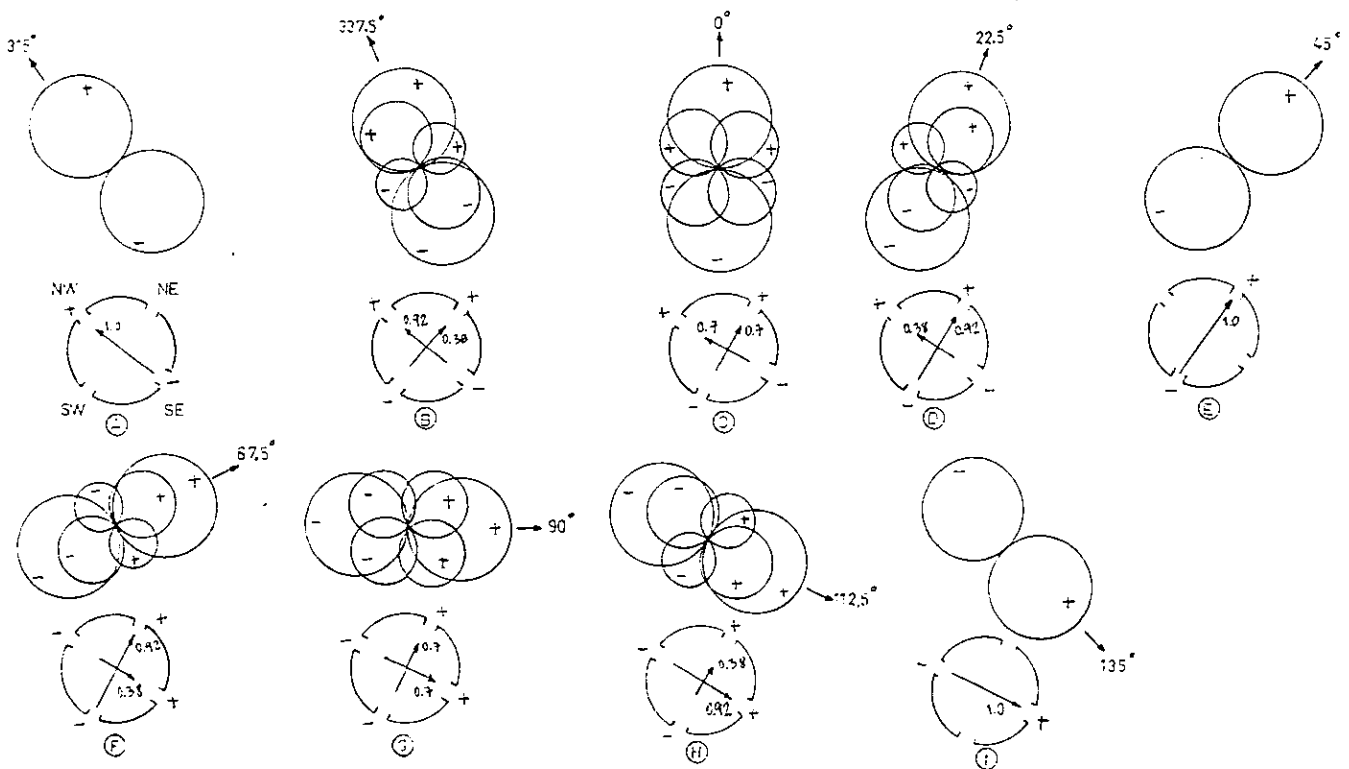 315° 337.5° 0° 22.5° 45°
+ + + + +
+ + + + + +
- - - - - -
- - - - -
NW NE
+ + + + + + + +
1.0 0.92 0.38 0.7 0.7 0.38 0.92 1.0
- - - - - - - -
SW SE
A B C D E
67.5° 90° 112.5° 135°
- + + - - + - - + -
- - + - + + - + + +
- + - + - + - +
0.92 0.7 0.38 1.0
0.38 0.7 0.92
- + - + - +
F G H I